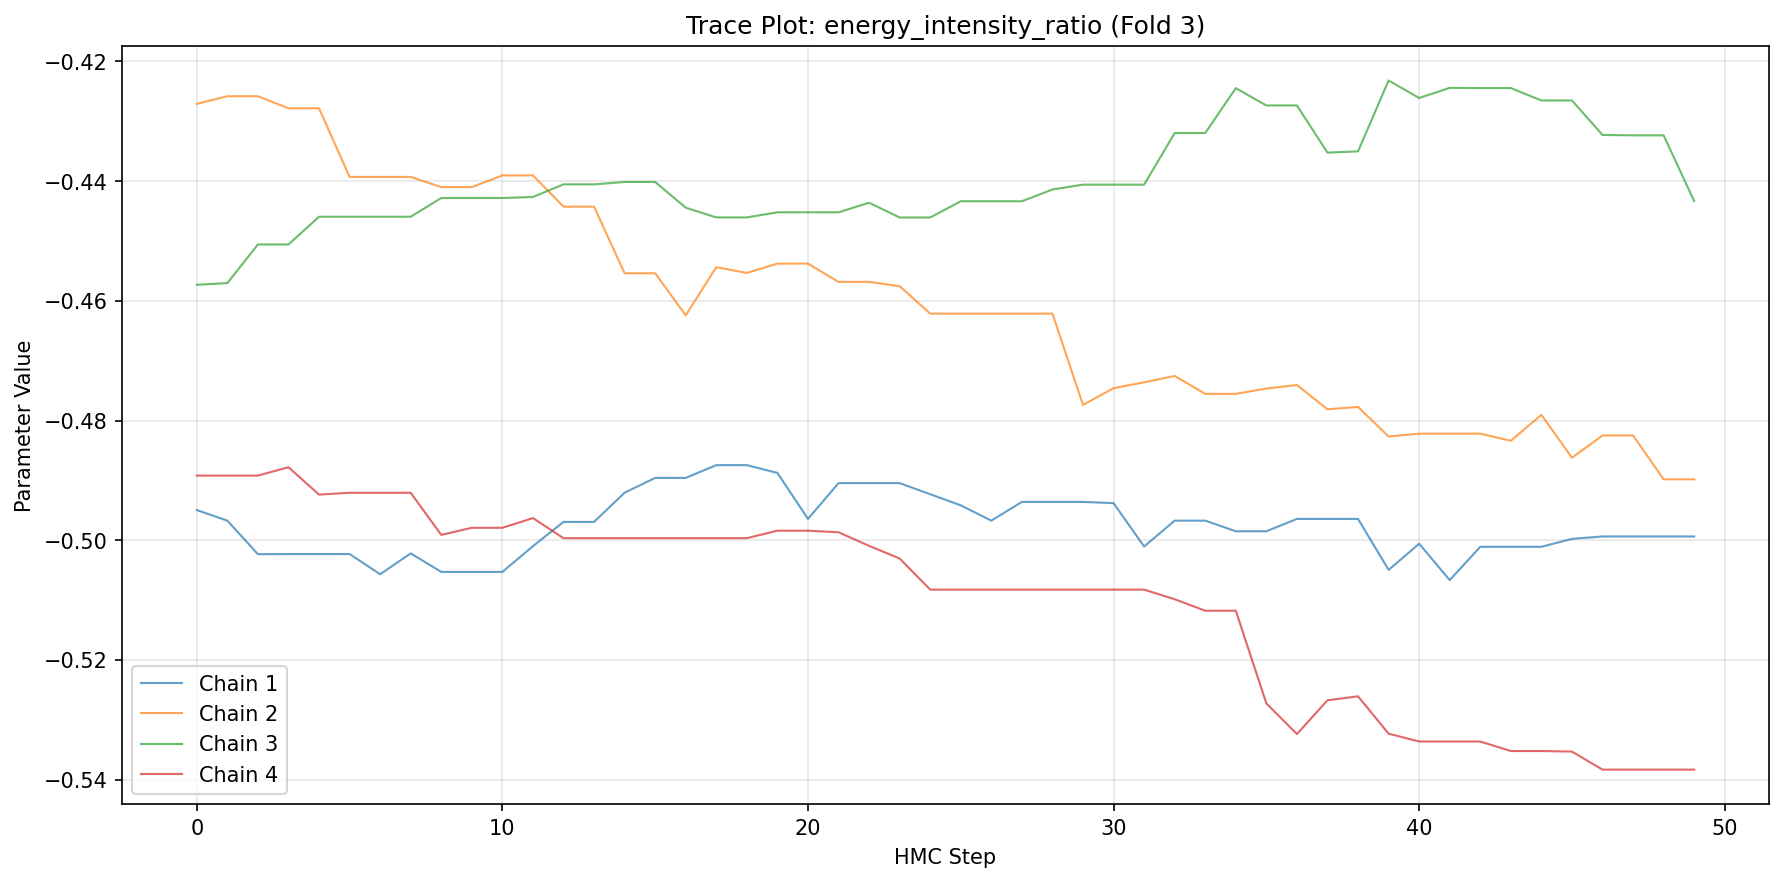 Trace Plot: energy_intensity_ratio (Fold 3)
Parameter Value
−0.42
−0.44
−0.46
−0.48
−0.50
−0.52
−0.54
Chain 1
Chain 2
Chain 3
Chain 4
0 10 20 30 40 50
HMC Step